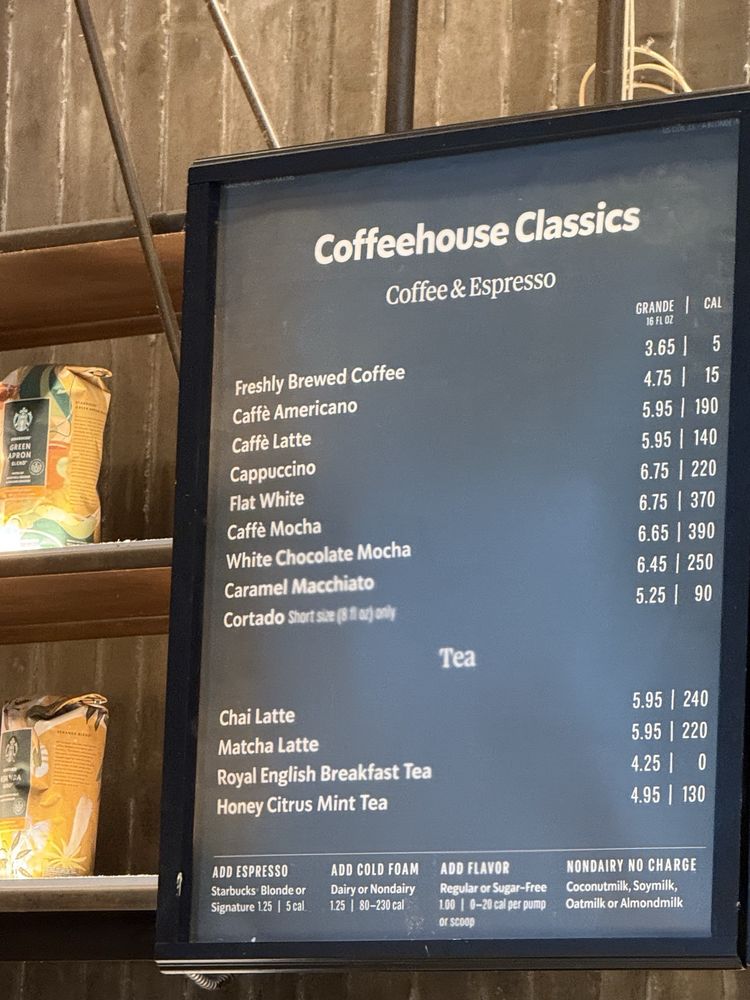 Coffeehouse Classics
Coffee & Espresso
GRANDE | CAL
16 FL OZ
Freshly Brewed Coffee 3.65 | 5
Caffè Americano 4.75 | 15
Caffè Latte 5.95 | 190
Cappuccino 5.95 | 140
Flat White 6.75 | 220
Caffè Mocha 6.75 | 370
White Chocolate Mocha 6.65 | 390
Caramel Macchiato 6.45 | 250
Cortado Short size (8 fl oz) only 5.25 | 90
Tea
Chai Latte 5.95 | 240
Matcha Latte 5.95 | 220
Royal English Breakfast Tea 4.25 | 0
Honey Citrus Mint Tea 4.95 | 130
ADD ESPRESSO
Starbucks Blonde or
Signature 1.25 | 5 cal
ADD COLD FOAM
Dairy or Nondairy
1.25 | 80–230 cal
ADD FLAVOR
Regular or Sugar–Free
1.00 | 0–20 cal per pump
or scoop
NONDAIRY NO CHARGE
Coconutmilk, Soymilk,
Oatmilk or Almondmilk
GREEN
APRON
BLEND